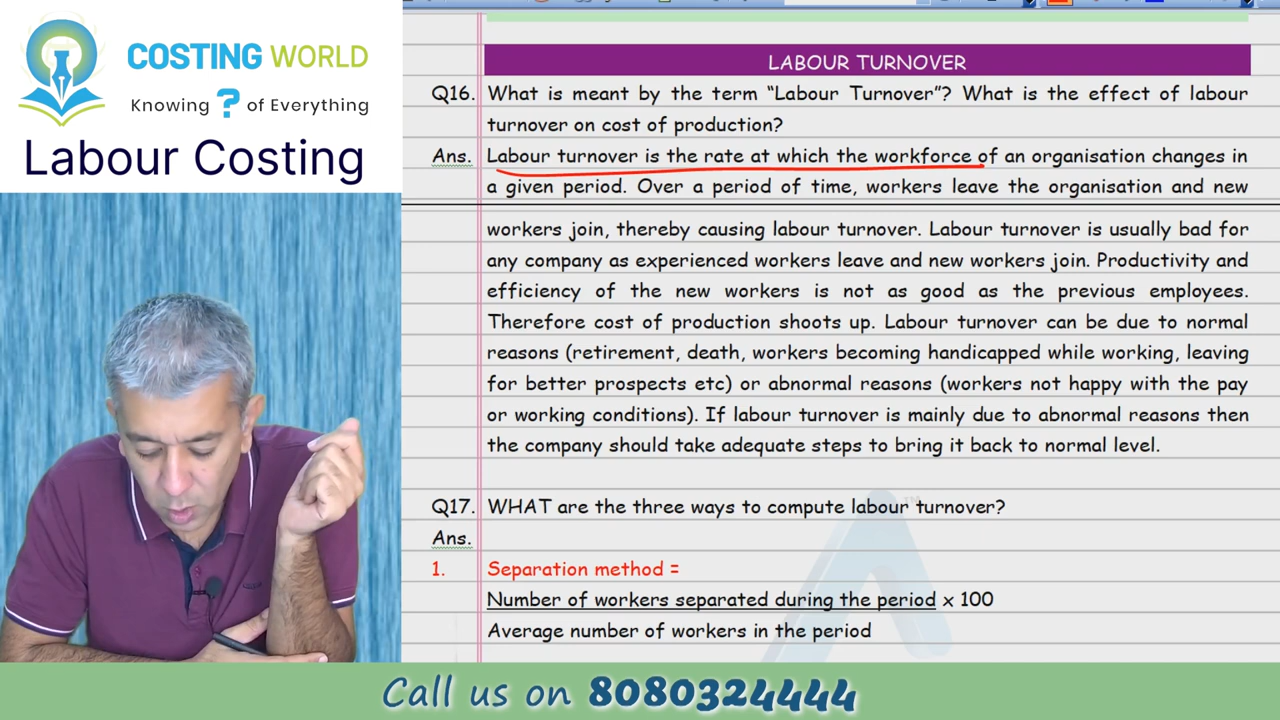 COSTING WORLD
Knowing ? of Everything
Labour Costing
LABOUR TURNOVER
Q16. What is meant by the term “Labour Turnover”? What is the effect of labour
turnover on cost of production?
Ans. Labour turnover is the rate at which the workforce of an organisation changes in
a given period. Over a period of time, workers leave the organisation and new
workers join, thereby causing labour turnover. Labour turnover is usually bad for
any company as experienced workers leave and new workers join. Productivity and
efficiency of the new workers is not as good as the previous employees.
Therefore cost of production shoots up. Labour turnover can be due to normal
reasons (retirement, death, workers becoming handicapped while working, leaving
for better prospects etc) or abnormal reasons (workers not happy with the pay
or working conditions). If labour turnover is mainly due to abnormal reasons then
the company should take adequate steps to bring it back to normal level.
Q17. WHAT are the three ways to compute labour turnover?
Ans.
1. Separation method =
Number of workers separated during the period x 100
Average number of workers in the period
TM
Call us on 8080324444